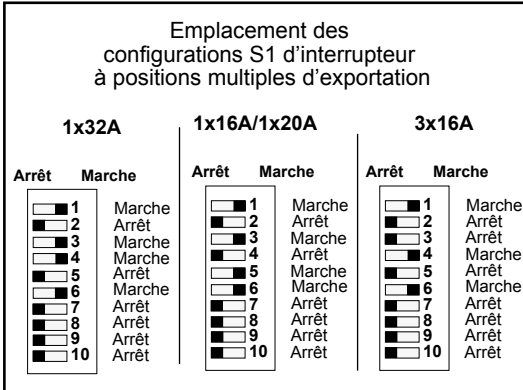 Emplacement des
configurations S1 d’interrupteur
à positions multiples d’exportation
1x32A
Arrêt Marche
1 Marche
2 Arrêt
3 Marche
4 Marche
5 Arrêt
6 Marche
7 Arrêt
8 Arrêt
9 Arrêt
10 Arrêt
1x16A/1x20A
Arrêt Marche
1 Marche
2 Arrêt
3 Marche
4 Arrêt
5 Marche
6 Marche
7 Arrêt
8 Arrêt
9 Arrêt
10 Arrêt
3x16A
Arrêt Marche
1 Marche
2 Arrêt
3 Arrêt
4 Marche
5 Arrêt
6 Marche
7 Arrêt
8 Arrêt
9 Arrêt
10 Arrêt